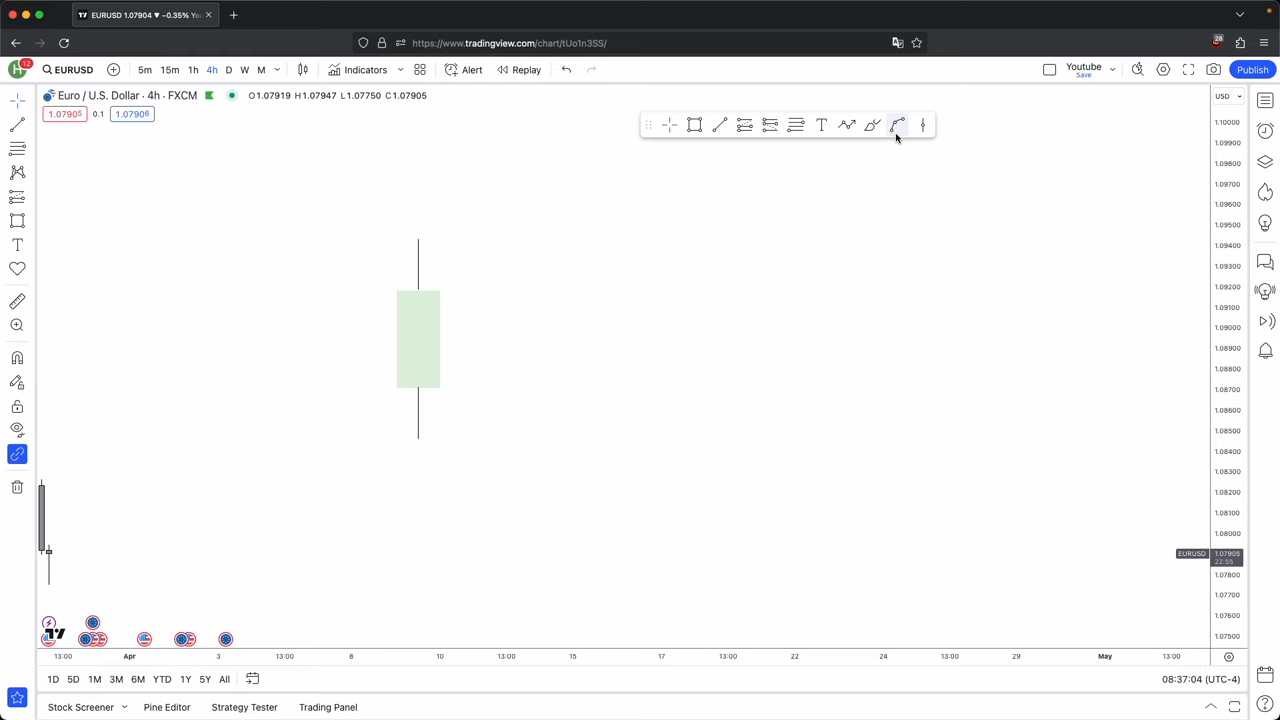 EURUSD 1.07904 ▼ −0.35% Yo
28
https://www.tradingview.com/chart/tUo1n3SS/
H 12
EURUSD
5m 15m 1h 4h D W M
Indicators
Alert
Replay
Youtube
Save
Publish
Euro / U.S. Dollar · 4h · FXCM
O1.07919 H1.07947 L1.07750 C1.07905
1.07905 0.1 1.07906
USD
1.10000
1.09900
1.09800
1.09700
1.09600
1.09500
1.09400
1.09300
1.09200
1.09100
1.09000
1.08900
1.08800
1.08700
1.08600
1.08500
1.08400
1.08300
1.08200
1.08100
1.08000
EURUSD 1.07905
22:55
1.07800
1.07700
1.07600
1.07500
13:00 Apr 3 13:00 8 10 13:00 15 17 13:00 22 24 13:00 29 May 13:00
1D 5D 1M 3M 6M YTD 1Y 5Y All
08:37:04 (UTC-4)
Stock Screener Pine Editor Strategy Tester Trading Panel